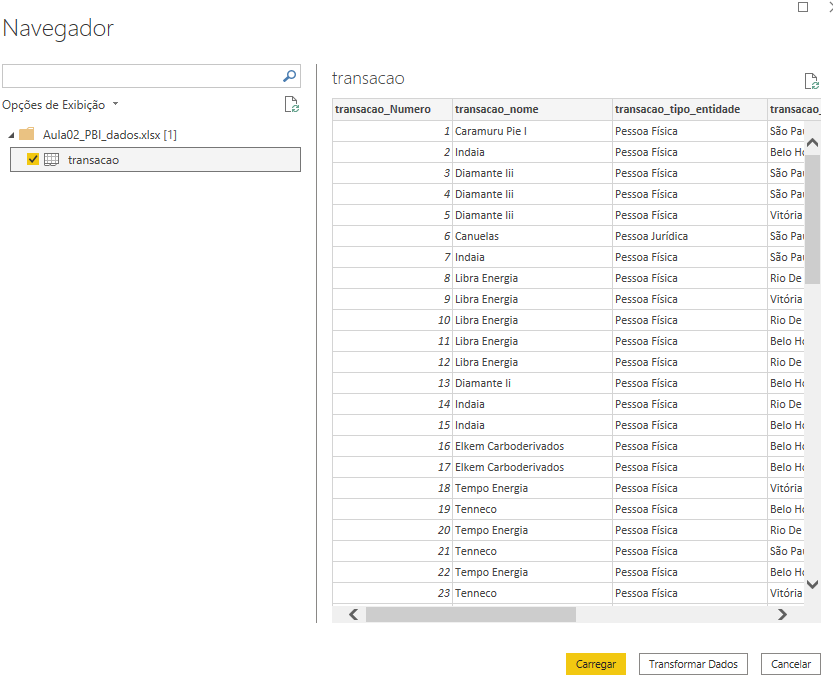 Navegador
Opções de Exibição
Aula02_PBI_dados.xlsx [1]
transacao
transacao
transacao_Numero transacao_nome transacao_tipo_entidade transacao_
1 Caramuru Pie I Pessoa Física São Pau
2 Indaia Pessoa Física Belo Ho
3 Diamante Iii Pessoa Física São Pau
4 Diamante Iii Pessoa Física São Pau
5 Diamante Iii Pessoa Física Vitória
6 Canuelas Pessoa Jurídica São Pau
7 Indaia Pessoa Física São Pau
8 Libra Energia Pessoa Física Rio De
9 Libra Energia Pessoa Física Vitória
10 Libra Energia Pessoa Física Rio De
11 Libra Energia Pessoa Física Belo Ho
12 Libra Energia Pessoa Física Rio De
13 Diamante Ii Pessoa Física Belo Ho
14 Indaia Pessoa Física Rio De
15 Indaia Pessoa Física Belo Ho
16 Elkem Carboderivados Pessoa Física Belo Ho
17 Elkem Carboderivados Pessoa Física Belo Ho
18 Tempo Energia Pessoa Física Vitória
19 Tenneco Pessoa Física Belo Ho
20 Tempo Energia Pessoa Física Rio De
21 Tenneco Pessoa Física São Pau
22 Tempo Energia Pessoa Física Belo Ho
23 Tenneco Pessoa Física Vitória
Carregar Transformar Dados Cancelar